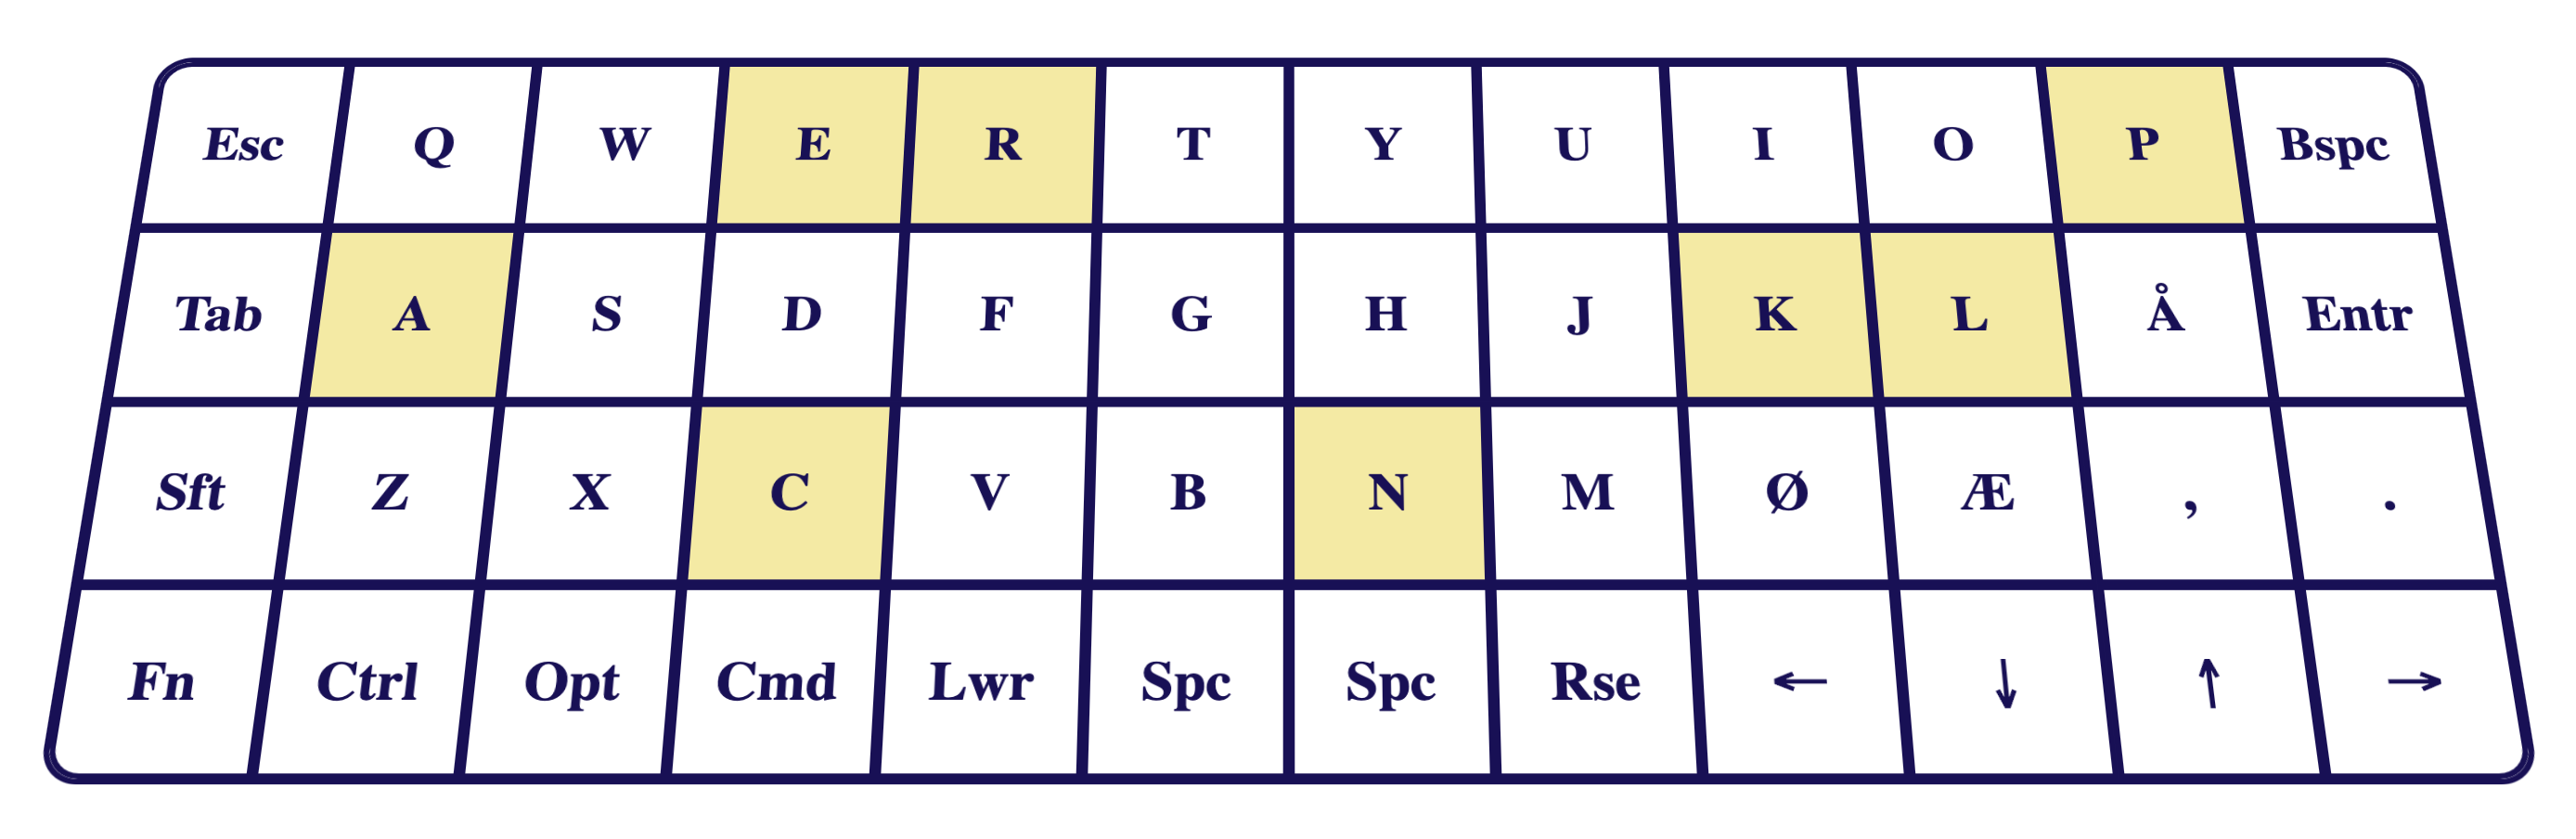 Esc Q W E R T Y U I O P Bspc
Tab A S D F G H J K L Å Entr
Sft Z X C V B N M Ø Æ , .
Fn Ctrl Opt Cmd Lwr Spc Spc Rse ← ↓ ↑ →